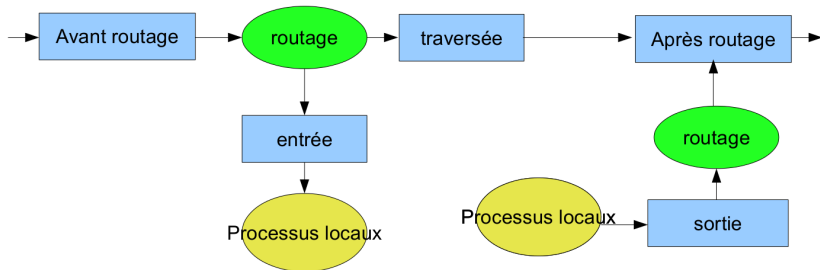 Avant routage
routage
traversée
Après routage
entrée
routage
Processus locaux
Processus locaux
sortie